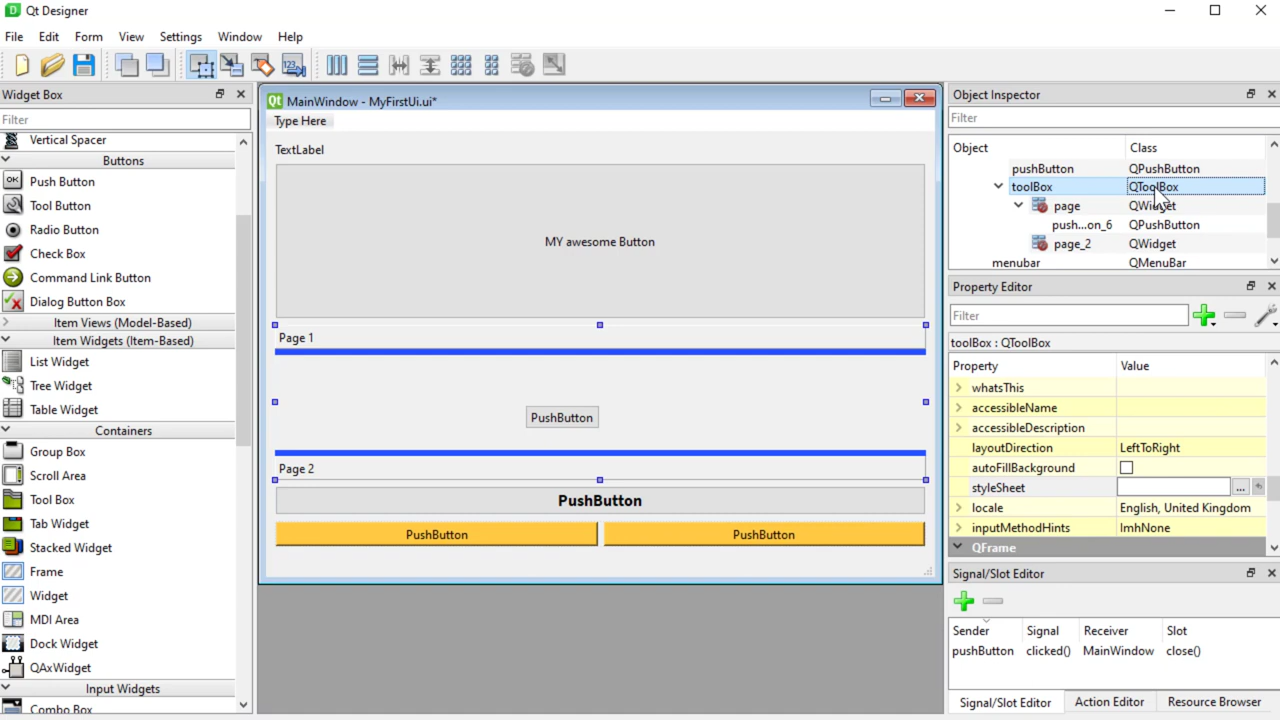 Qt Designer
File Edit Form View Settings Window Help
Widget Box
Filter
Vertical Spacer
Buttons
Push Button
Tool Button
Radio Button
Check Box
Command Link Button
Dialog Button Box
Item Views (Model-Based)
Item Widgets (Item-Based)
List Widget
Tree Widget
Table Widget
Containers
Group Box
Scroll Area
Tool Box
Tab Widget
Stacked Widget
Frame
Widget
MDI Area
Dock Widget
QAxWidget
Input Widgets
Combo Box
MainWindow - MyFirstUi.ui*
Type Here
TextLabel
MY awesome Button
Page 1
PushButton
Page 2
PushButton
PushButton PushButton
Object Inspector
Filter
Object Class
pushButton QPushButton
toolBox QToolBox
page QWidget
push...on_6 QPushButton
page_2 QWidget
menubar QMenuBar
Property Editor
Filter
toolBox : QToolBox
Property Value
whatsThis
accessibleName
accessibleDescription
layoutDirection LeftToRight
autoFillBackground
styleSheet ...
locale English, United Kingdom
inputMethodHints ImhNone
QFrame
Signal/Slot Editor
Sender Signal Receiver Slot
pushButton clicked() MainWindow close()
Signal/Slot Editor Action Editor Resource Browser